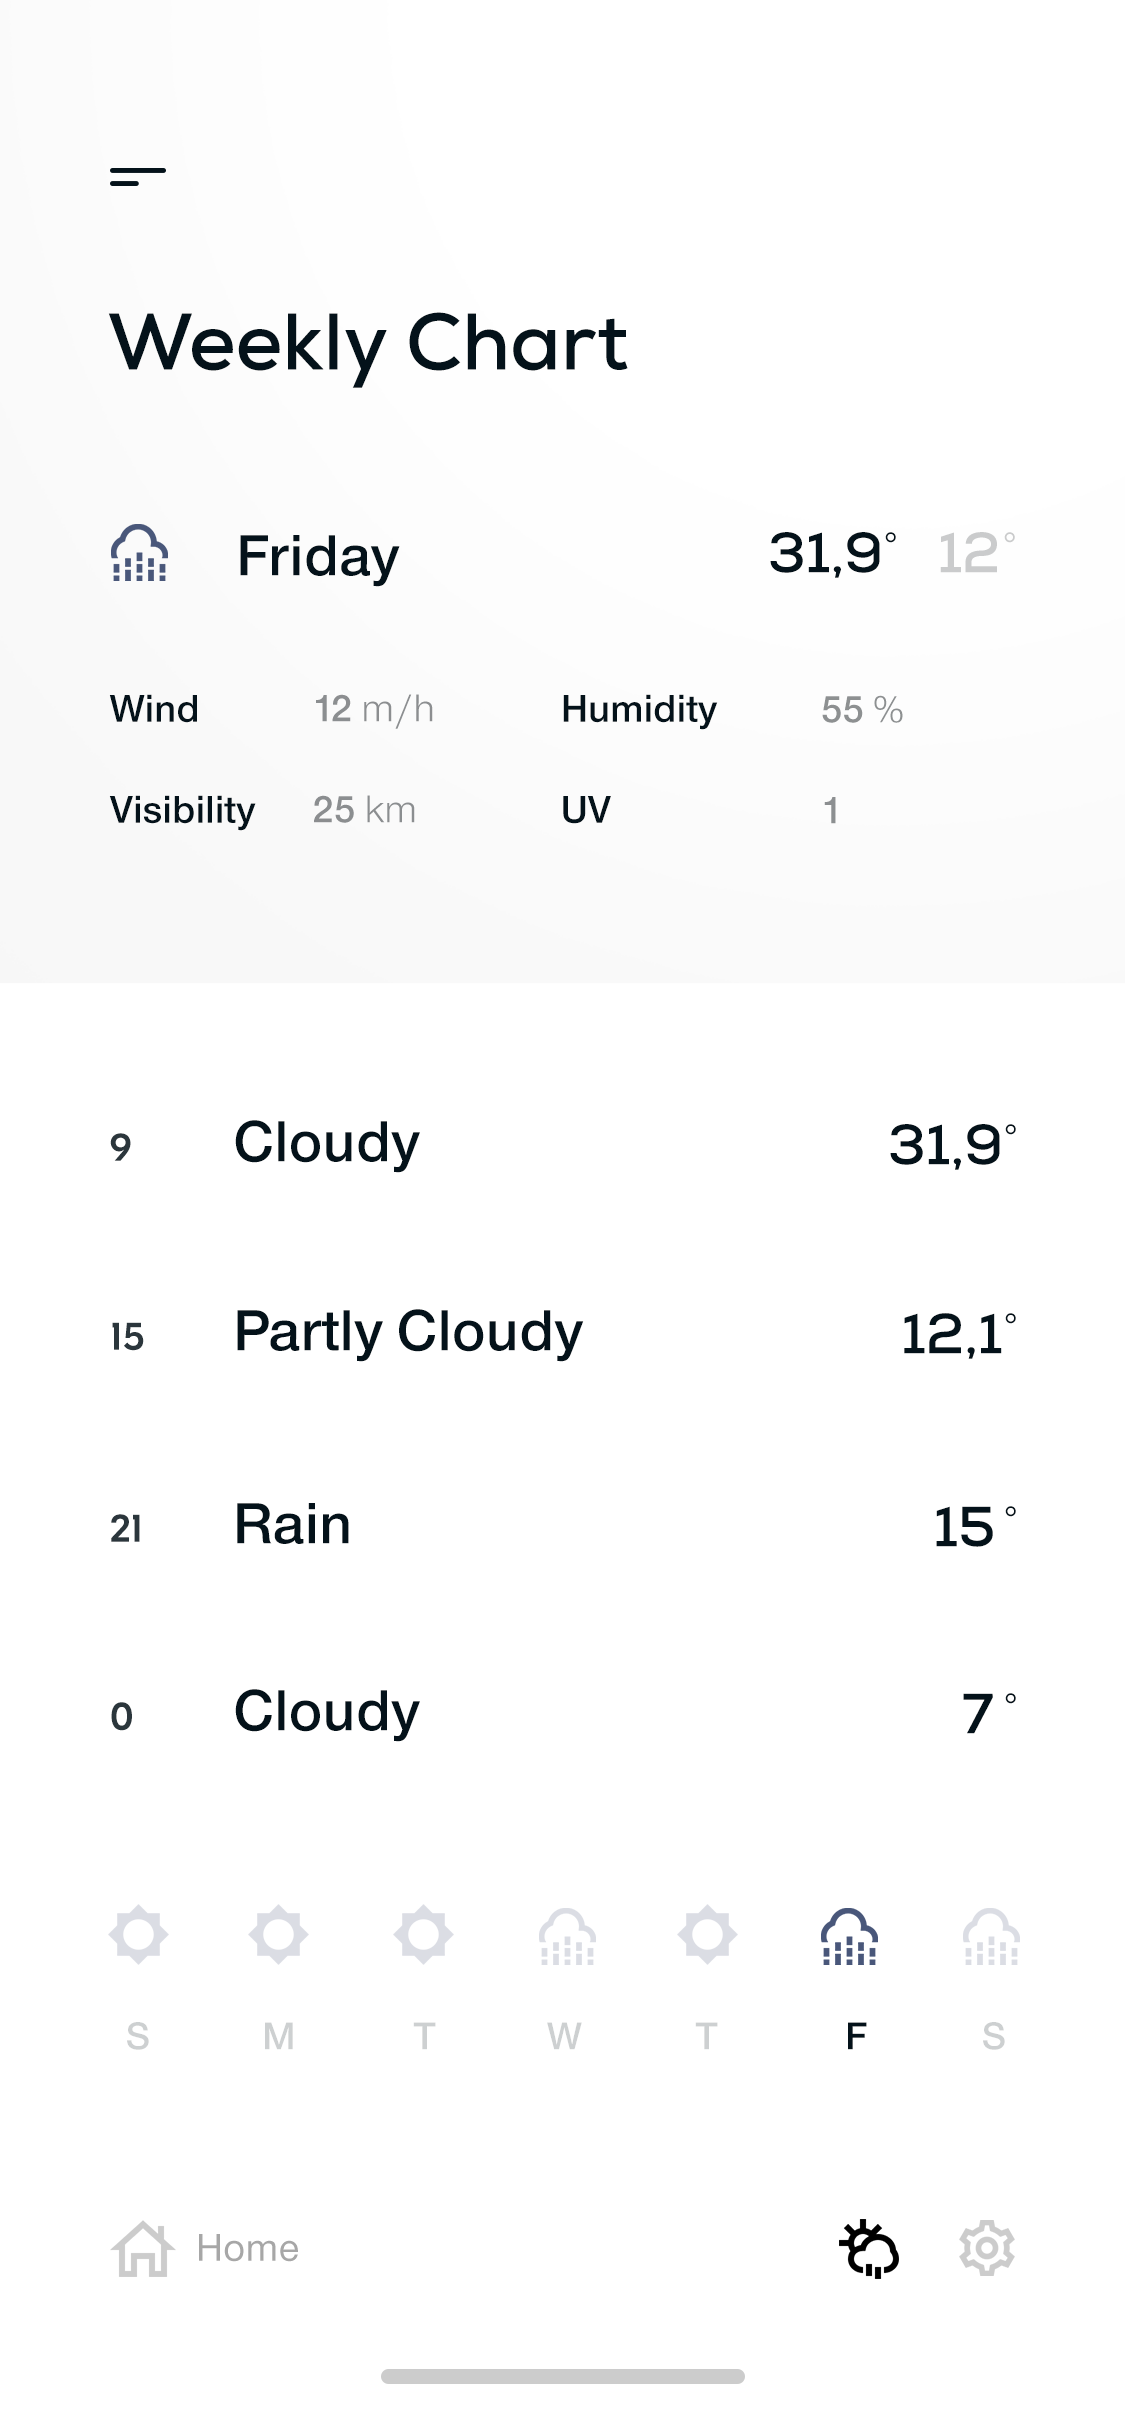 Weekly Chart
Friday 31,9° 12°
Wind 12 m/h Humidity 55 %
Visibility 25 km UV 1
9 Cloudy 31,9°
15 Partly Cloudy 12,1°
21 Rain 15°
0 Cloudy 7°
S M T W T F S
Home